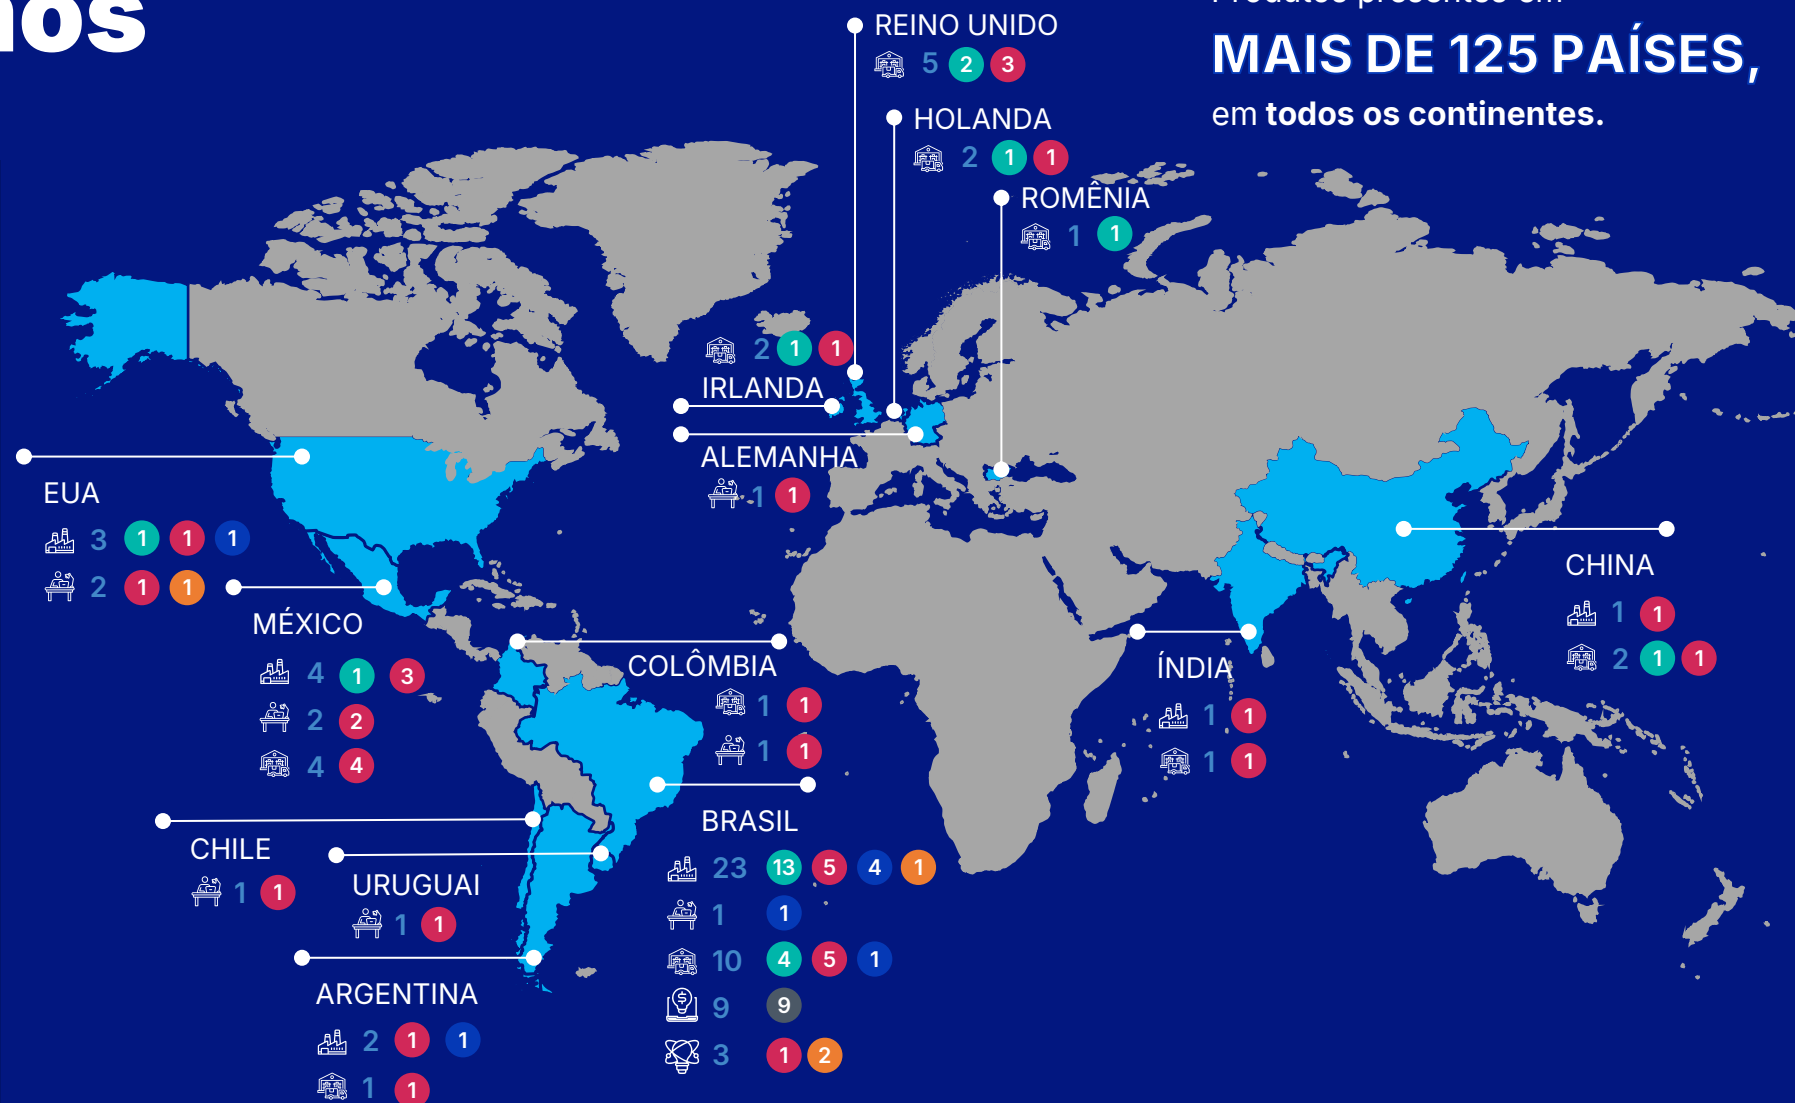 nos
Produtos presentes em
MAIS DE 125 PAÍSES,
em todos os continentes.
REINO UNIDO
5 2 3
HOLANDA
2 1 1
ROMÊNIA
1 1
2 1 1
IRLANDA
ALEMANHA
1 1
EUA
3 1 1 1
2 1 1
MÉXICO
4 1 3
2 2
4 4
COLÔMBIA
1 1
1 1
ÍNDIA
1 1
1 1
CHINA
1 1
2 1 1
BRASIL
23 13 5 4 1
1 1
10 4 5 1
9 9
3 1 2
CHILE
1 1
URUGUAI
1 1
ARGENTINA
2 1 1
1 1